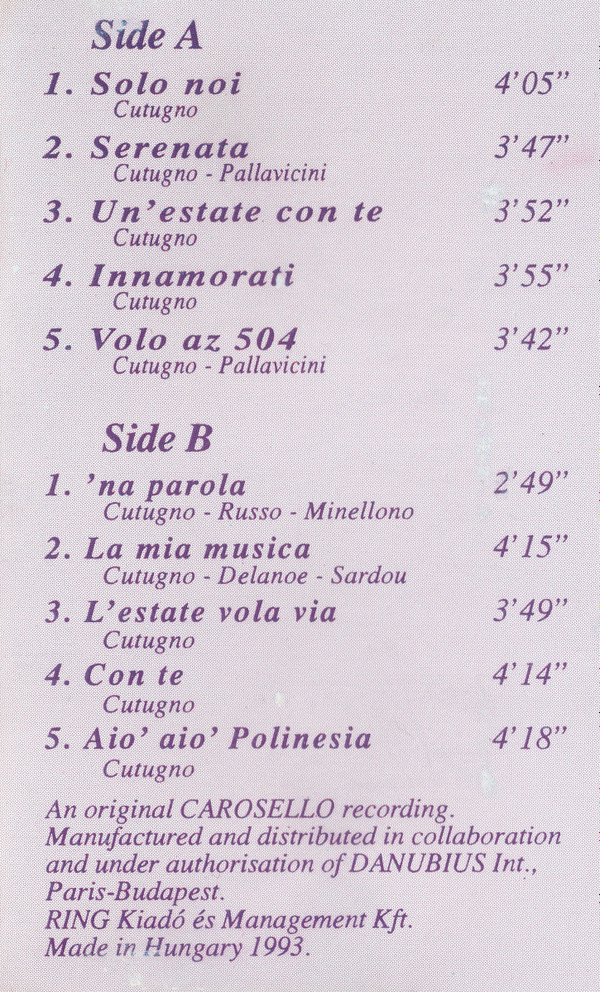 Side A
1. Solo noi 4'05"
Cutugno
2. Serenata 3'47"
Cutugno - Pallavicini
3. Un'estate con te 3'52"
Cutugno
4. Innamorati 3'55"
Cutugno
5. Volo az 504 3'42"
Cutugno - Pallavicini
Side B
1. 'na parola 2'49"
Cutugno - Russo - Minellono
2. La mia musica 4'15"
Cutugno - Delanoe - Sardou
3. L'estate vola via 3'49"
Cutugno
4. Con te 4'14"
Cutugno
5. Aio' aio' Polinesia 4'18"
Cutugno
An original CAROSELLO recording.
Manufactured and distributed in collaboration
and under authorisation of DANUBIUS Int.,
Paris-Budapest.
RING Kiadó és Management Kft.
Made in Hungary 1993.